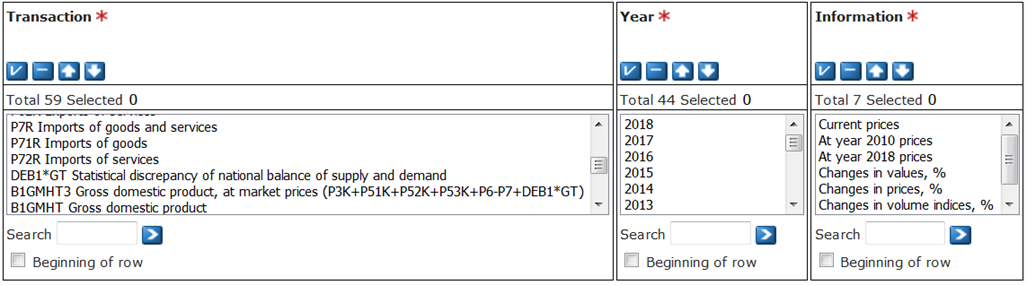 Transaction *
Total 59 Selected 0
P7R Imports of goods and services
P71R Imports of goods
P72R Imports of services
DEB1*GT Statistical discrepancy of national balance of supply and demand
B1GMHT3 Gross domestic product, at market prices (P3K+P51K+P52K+P53K+P6-P7+DEB1*GT)
B1GMHT Gross domestic product
Search
Beginning of row
Year *
Total 44 Selected 0
2018
2017
2016
2015
2014
2013
Search
Beginning of row
Information *
Total 7 Selected 0
Current prices
At year 2010 prices
At year 2018 prices
Changes in values, %
Changes in prices, %
Changes in volume indices, %
Search
Beginning of row